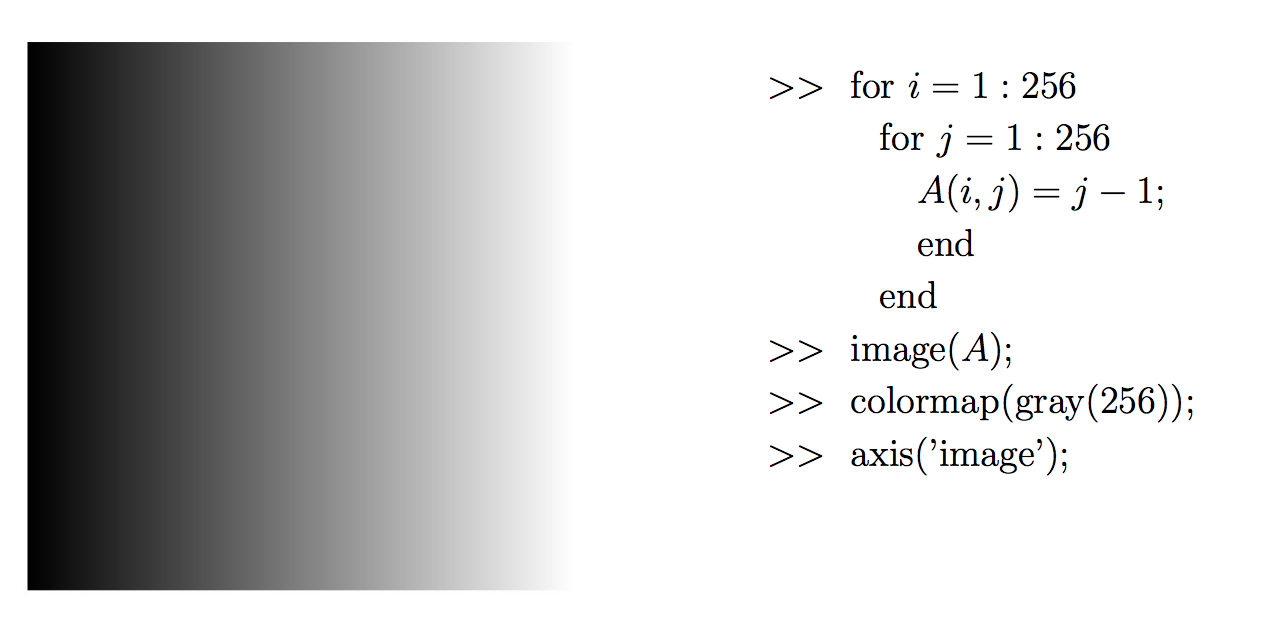 >> for i = 1 : 256
for j = 1 : 256
A(i, j) = j − 1;
end
end
>> image(A);
>> colormap(gray(256));
>> axis(’image’);